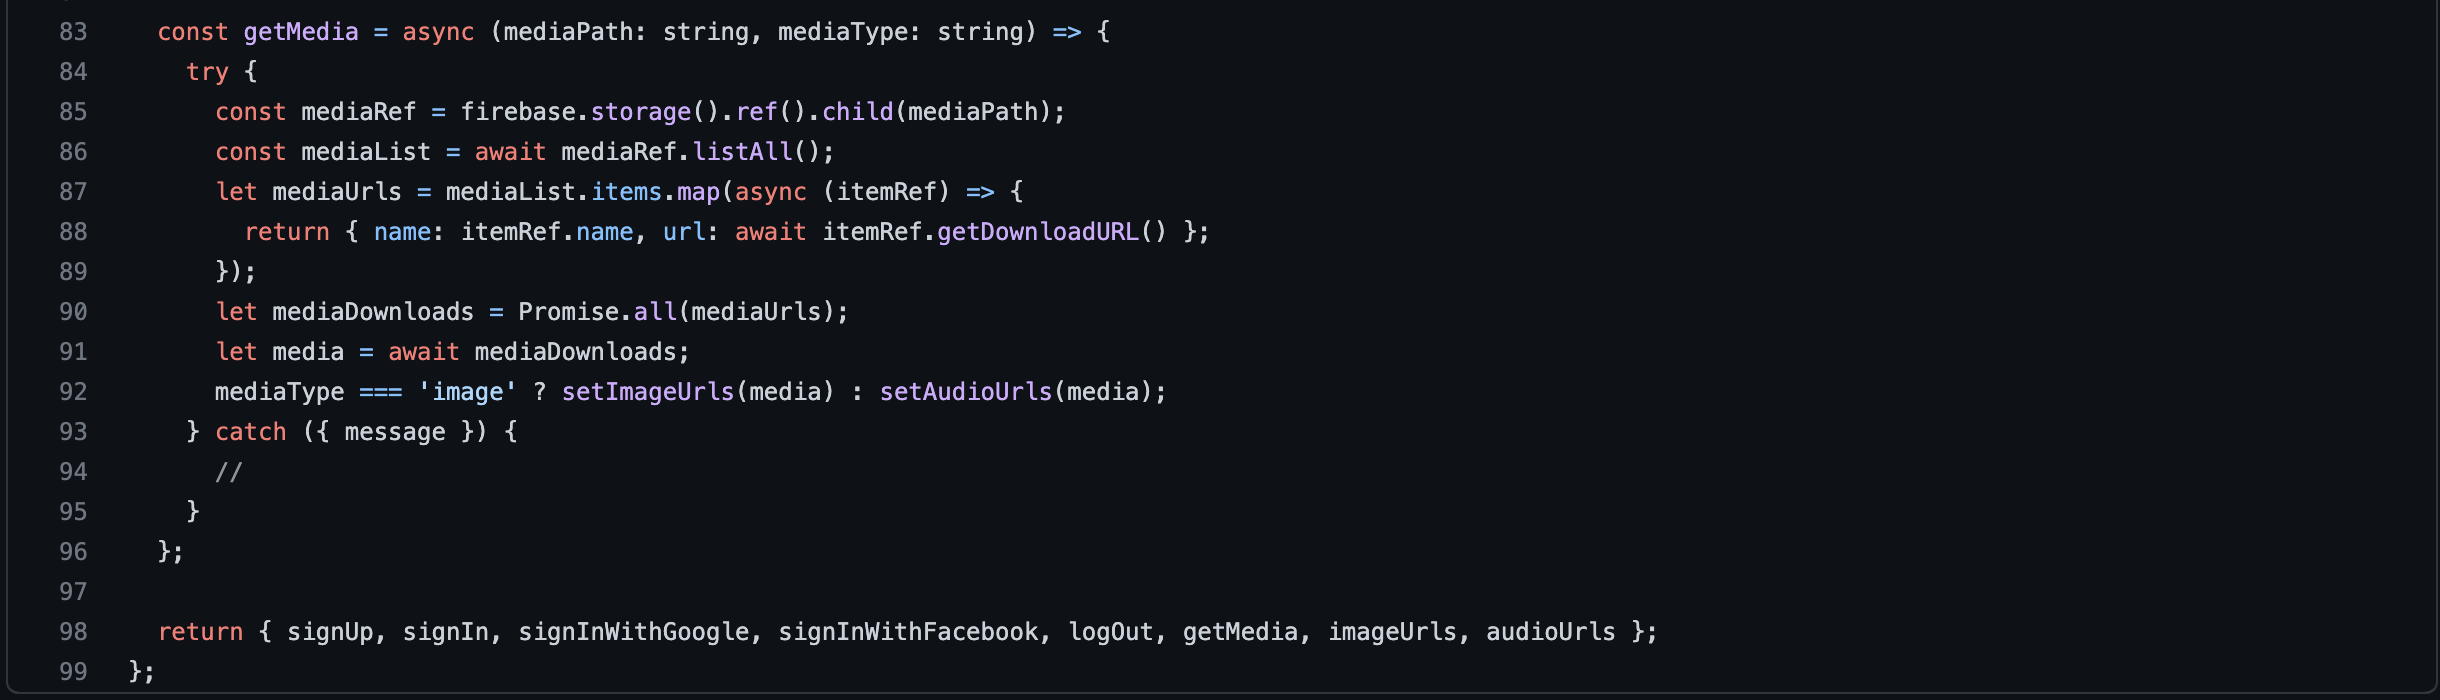 83 const getMedia = async (mediaPath: string, mediaType: string) => {
84 try {
85 const mediaRef = firebase.storage().ref().child(mediaPath);
86 const mediaList = await mediaRef.listAll();
87 let mediaUrls = mediaList.items.map(async (itemRef) => {
88 return { name: itemRef.name, url: await itemRef.getDownloadURL() };
89 });
90 let mediaDownloads = Promise.all(mediaUrls);
91 let media = await mediaDownloads;
92 mediaType === 'image' ? setImageUrls(media) : setAudioUrls(media);
93 } catch ({ message }) {
94 //
95 }
96 };
97
98 return { signUp, signIn, signInWithGoogle, signInWithFacebook, logOut, getMedia, imageUrls, audioUrls };
99 };